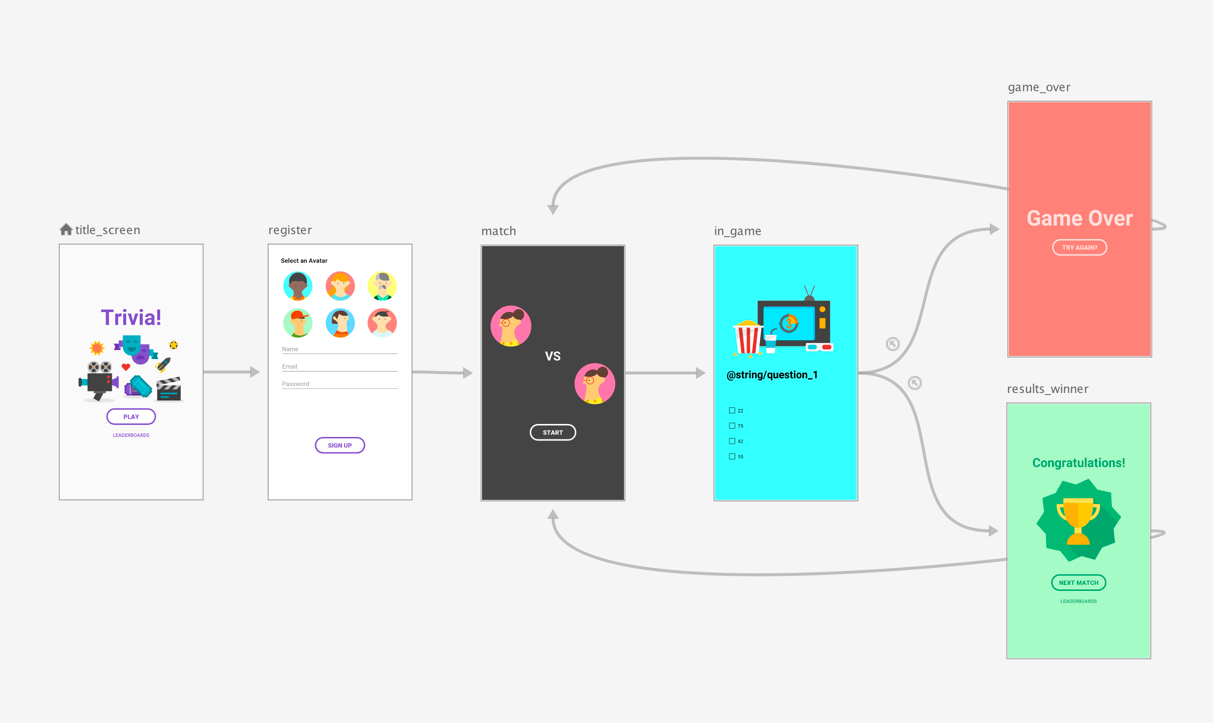 title_screen
Trivia!
PLAY
LEADERBOARDS
register
Select an Avatar
Name
Email
Password
SIGN UP
match
VS
START
in_game
@string/question_1
22
75
42
10
game_over
Game Over
TRY AGAIN?
results_winner
Congratulations!
NEXT MATCH
LEADERBOARDS